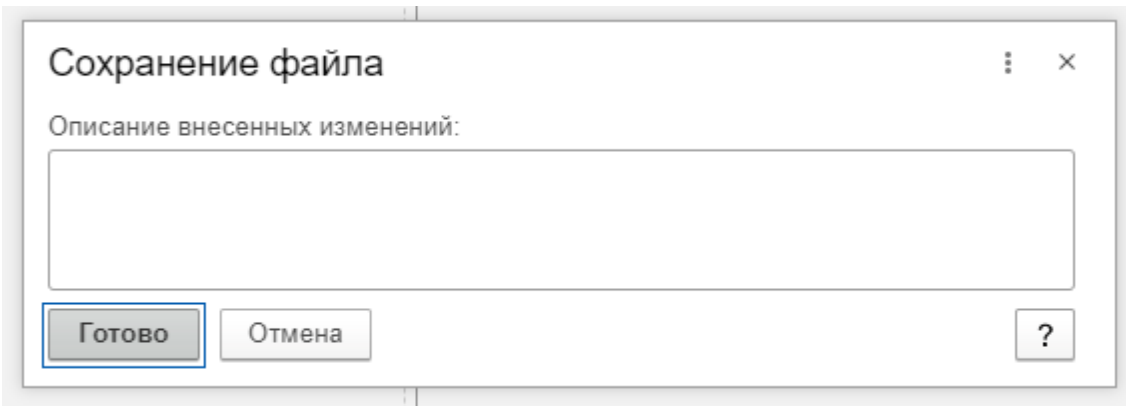 Сохранение файла
Описание внесенных изменений:
Готово Отмена ?